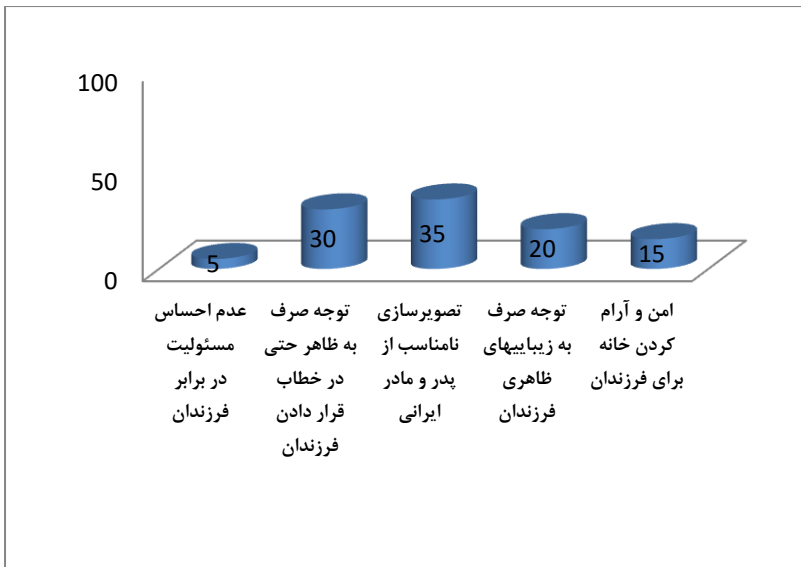 100
50
0
5
30
35
20
15
عدم احساس
مسئولیت
در برابر
فرزندان
توجه صرف
به ظاهر حتی
در خطاب
قرار دادن
فرزندان
تصویرسازی
نامناسب از
پدر و مادر
ایرانی
توجه صرف
به زیباییهای
ظاهری
فرزندان
امن و آرام
کردن خانه
برای فرزندان